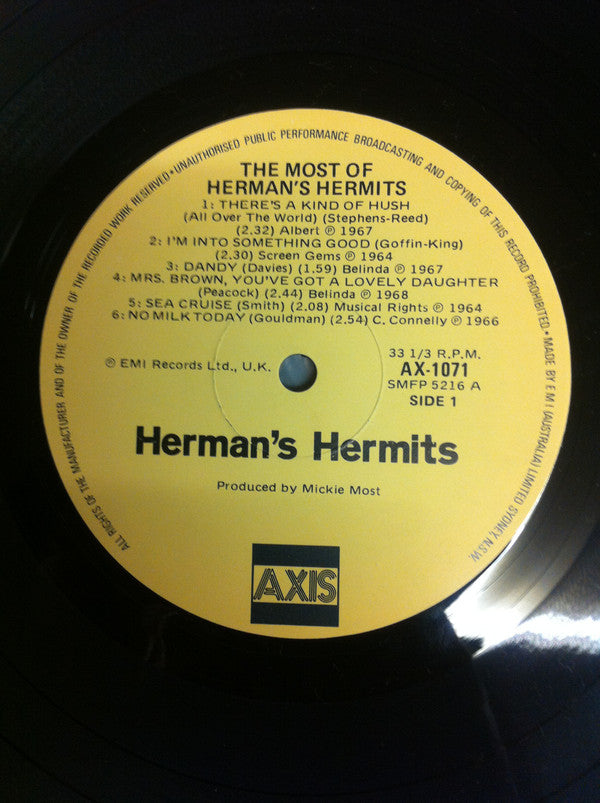 ALL RIGHTS OF THE MANUFACTURER AND OF THE OWNER OF THE RECORDED WORK RESERVED • UNAUTHORISED PUBLIC PERFORMANCE BROADCASTING AND COPYING OF THIS RECORD PROHIBITED • MADE BY E M I (AUSTRALIA) LIMITED SYDNEY, N.S.W.
THE MOST OF
HERMAN'S HERMITS
1: THERE'S A KIND OF HUSH
(All Over The World) (Stephens-Reed)
(2.32) Albert ℗ 1967
2: I'M INTO SOMETHING GOOD (Goffin-King)
(2.30) Screen Gems ℗ 1964
3: DANDY (Davies) (1.59) Belinda ℗ 1967
4: MRS. BROWN, YOU'VE GOT A LOVELY DAUGHTER
(Peacock) (2.44) Belinda ℗ 1968
5: SEA CRUISE (Smith) (2.08) Musical Rights ℗ 1964
6: NO MILK TODAY (Gouldman) (2.54) C. Connelly ℗ 1966
℗ EMI Records Ltd., U.K.
33 1/3 R.P.M.
AX-1071
SMFP 5216 A
SIDE 1
Herman's Hermits
Produced by Mickie Most
AXIS